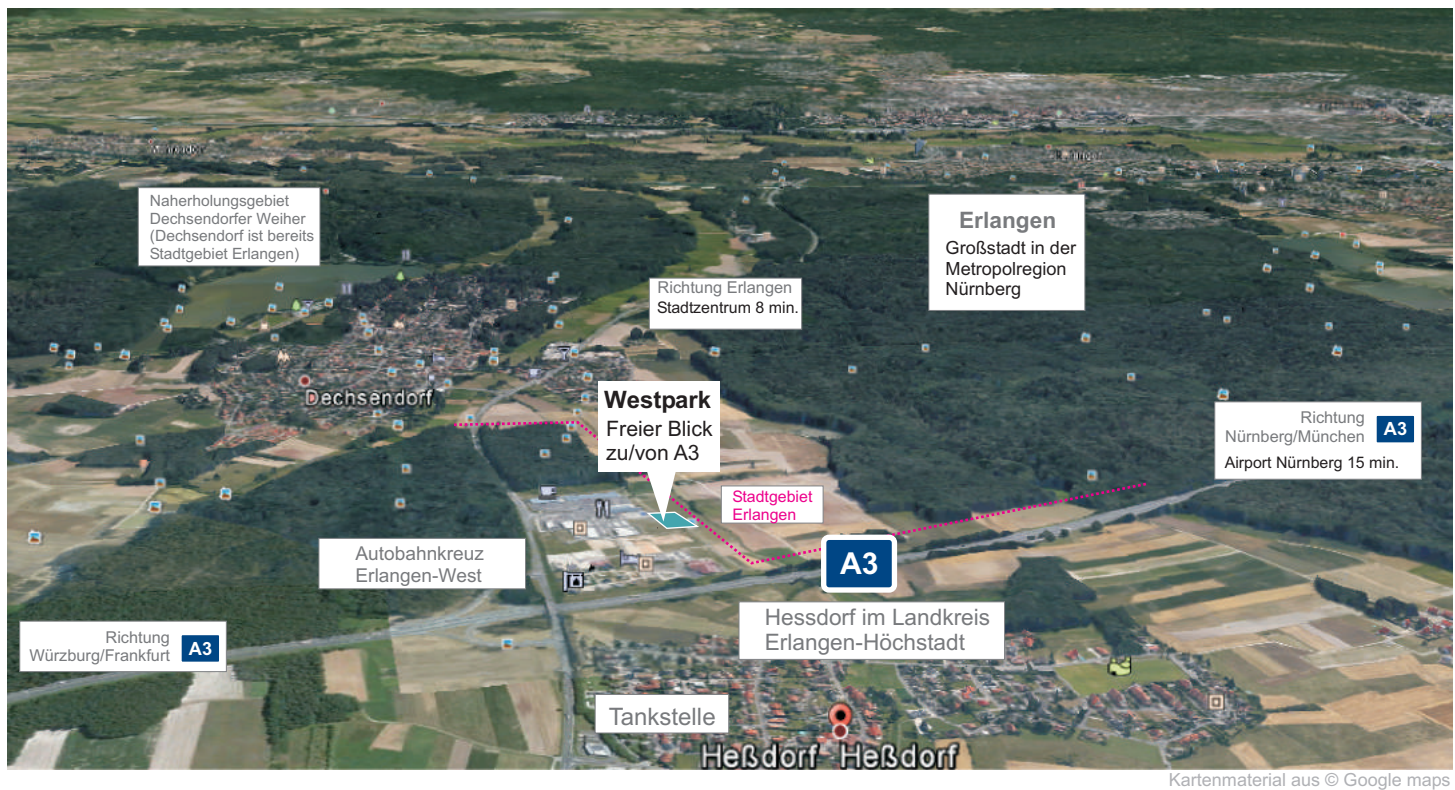 Naherholungsgebiet
Dechsendorfer Weiher
(Dechsendorf ist bereits
Stadtgebiet Erlangen)
Erlangen
Großstadt in der
Metropolregion
Nürnberg
Richtung Erlangen
Stadtzentrum 8 min.
Dechsendorf
Westpark
Freier Blick
zu/von A3
Richtung
Nürnberg/München A3
Airport Nürnberg 15 min.
Stadtgebiet
Erlangen
Autobahnkreuz
Erlangen-West
A3
Hessdorf im Landkreis
Erlangen-Höchstadt
Richtung
Würzburg/Frankfurt A3
Tankstelle
Heßdorf Heßdorf
Kartenmaterial aus © Google maps